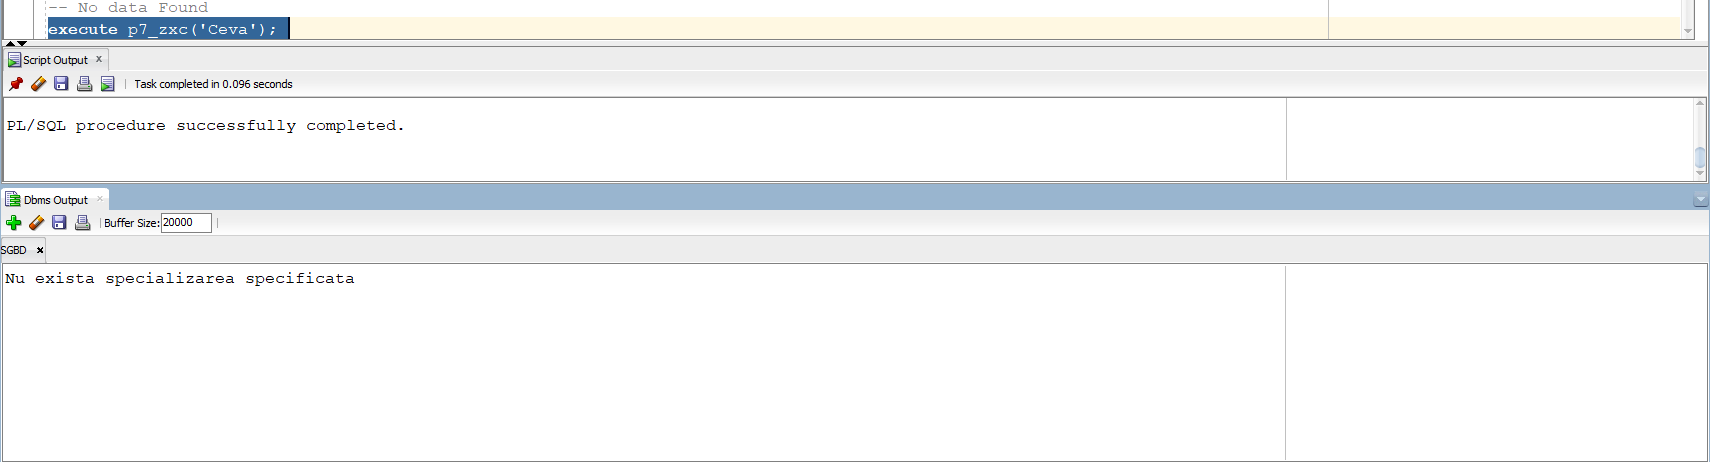 -- No data Found
execute p7_zxc('Ceva');
Script Output x
Task completed in 0.096 seconds
PL/SQL procedure successfully completed.
Dbms Output x
Buffer Size: 20000
SGBD x
Nu exista specializarea specificata